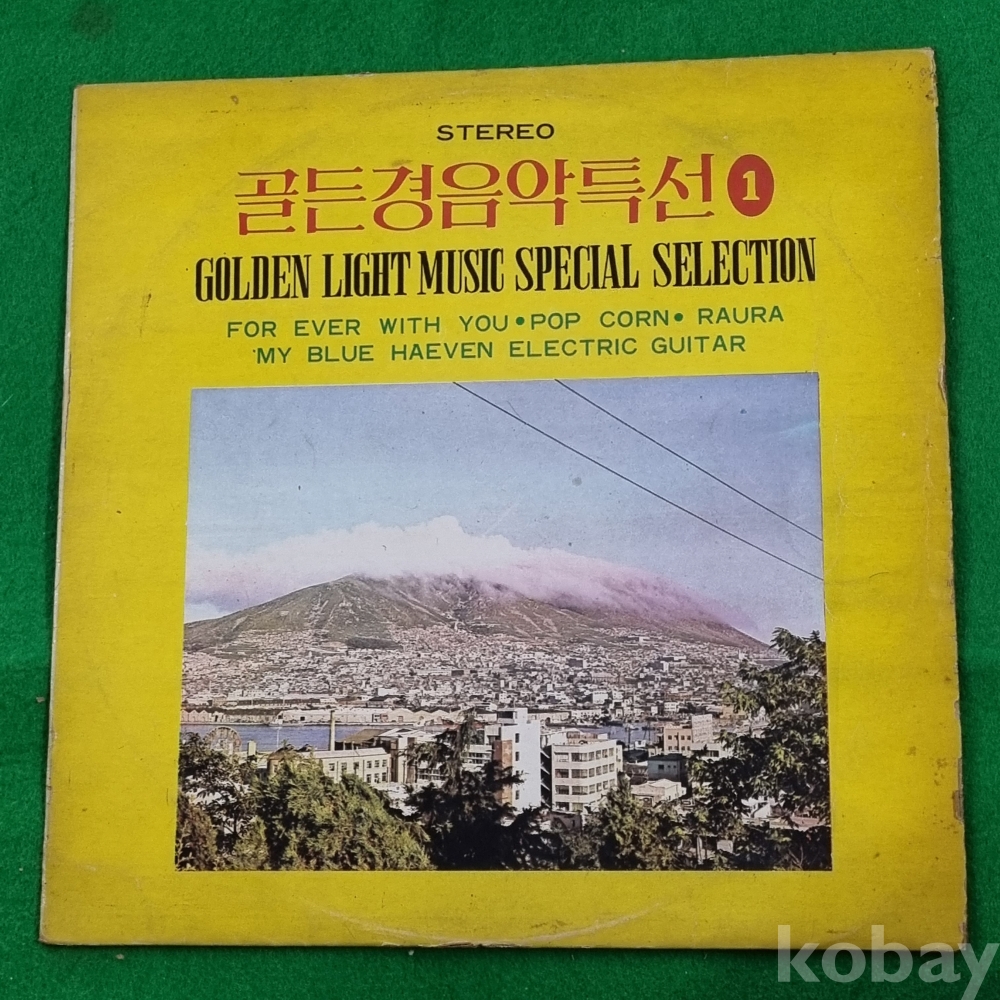 STEREO
골든경음악특선 1
GOLDEN LIGHT MUSIC SPECIAL SELECTION
FOR EVER WITH YOU•POP CORN• RAURA
MY BLUE HAEVEN ELECTRIC GUITAR
kobay